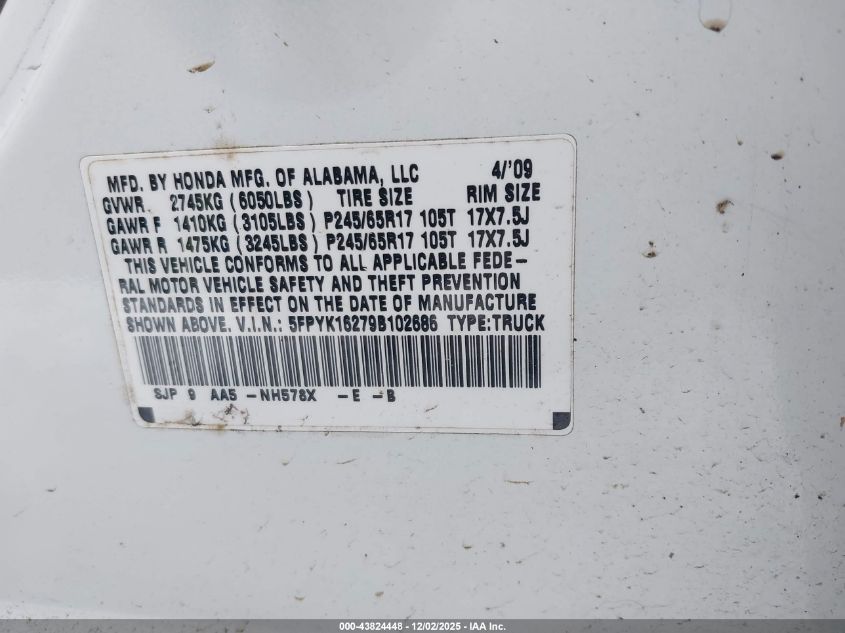 MFD. BY HONDA MFG. OF ALABAMA, LLC 4/'09
GVWR 2745KG (6050LBS) TIRE SIZE RIM SIZE
GAWR F 1410KG (3105LBS) P245/65R17 105T 17X7.5J
GAWR R 1475KG (3245LBS) P245/65R17 105T 17X7.5J
THIS VEHICLE CONFORMS TO ALL APPLICABLE FEDE-
RAL MOTOR VEHICLE SAFETY AND THEFT PREVENTION
STANDARDS IN EFFECT ON THE DATE OF MANUFACTURE
SHOWN ABOVE. V.I.N.: 5FPYK16279B102686 TYPE:TRUCK
SJP 9 AA5 -NH578X -E -B
000-43824448 - 12/02/2025 - IAA Inc.